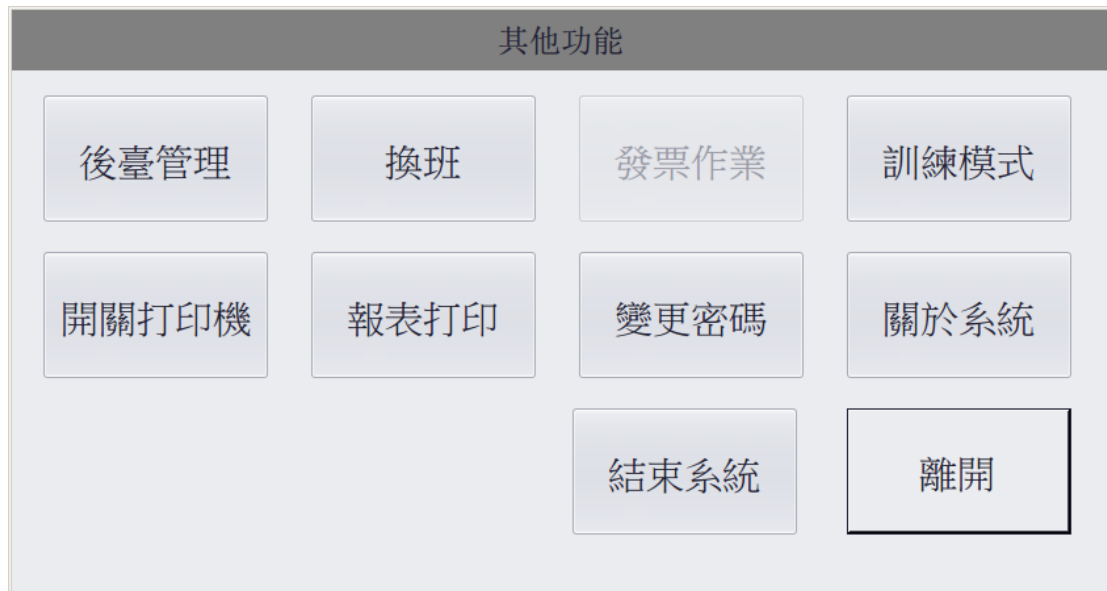 其他功能
後臺管理
換班
發票作業
訓練模式
開關打印機
報表打印
變更密碼
關於系統
結束系統
離開